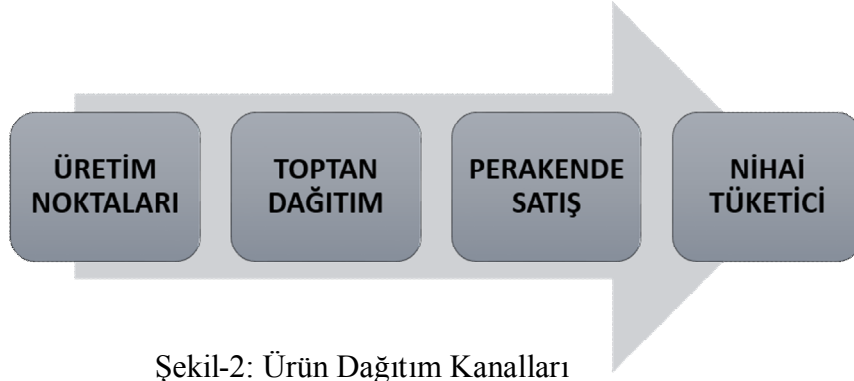 ÜRETİM
NOKTALARI
TOPTAN
DAĞITIM
PERAKENDE
SATIŞ
NİHAİ
TÜKETİCİ
Şekil-2: Ürün Dağıtım Kanalları